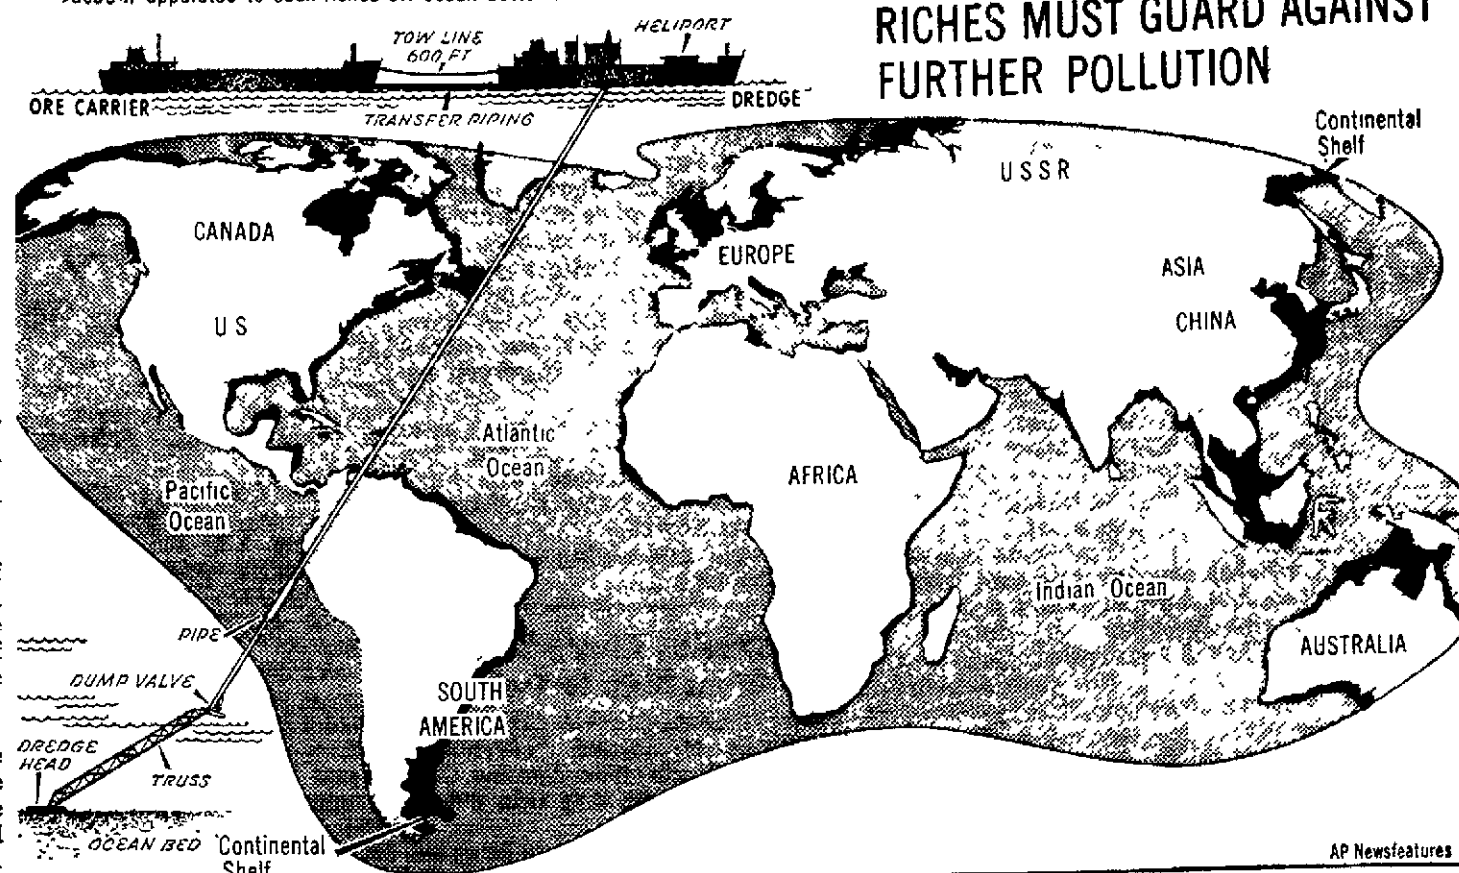 RICHES MUST GUARD AGAINST
FURTHER POLLUTION
TOW LINE
600 FT
HELIPORT
ORE CARRIER
DREDGE
TRANSFER PIPING
Continental
Shelf
USSR
CANADA
EUROPE
ASIA
US
CHINA
Atlantic
Ocean
AFRICA
Pacific
Ocean
Indian Ocean
PIPE
AUSTRALIA
DUMP VALVE
SOUTH
AMERICA
DREDGE
HEAD
TRUSS
OCEAN BED
Continental
Shelf
AP Newsfeatures